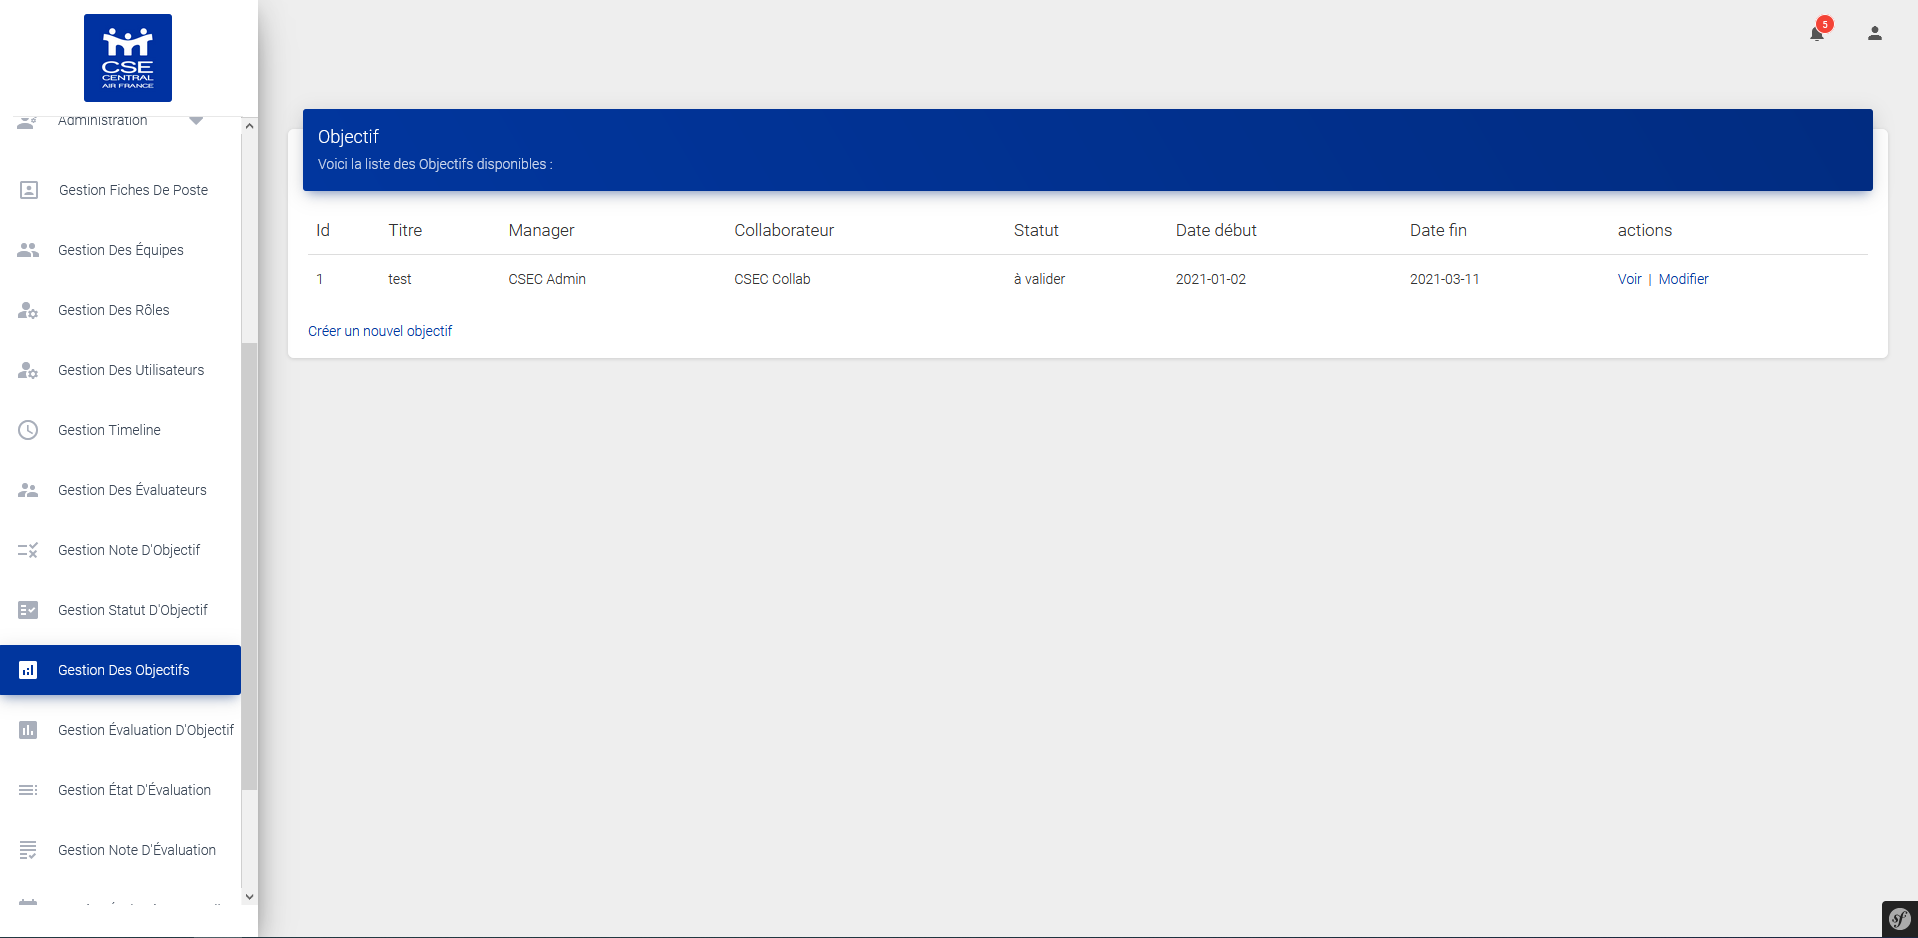 CSE
CENTRAL
AIR FRANCE
5
Administration
Gestion Fiches De Poste
Gestion Des Équipes
Gestion Des Rôles
Gestion Des Utilisateurs
Gestion Timeline
Gestion Des Évaluateurs
Gestion Note D'Objectif
Gestion Statut D'Objectif
Gestion Des Objectifs
Gestion Évaluation D'Objectif
Gestion État D'Évaluation
Gestion Note D'Évaluation
Objectif
Voici la liste des Objectifs disponibles :
Id Titre Manager Collaborateur Statut Date début Date fin actions
1 test CSEC Admin CSEC Collab à valider 2021-01-02 2021-03-11 Voir | Modifier
Créer un nouvel objectif
sf